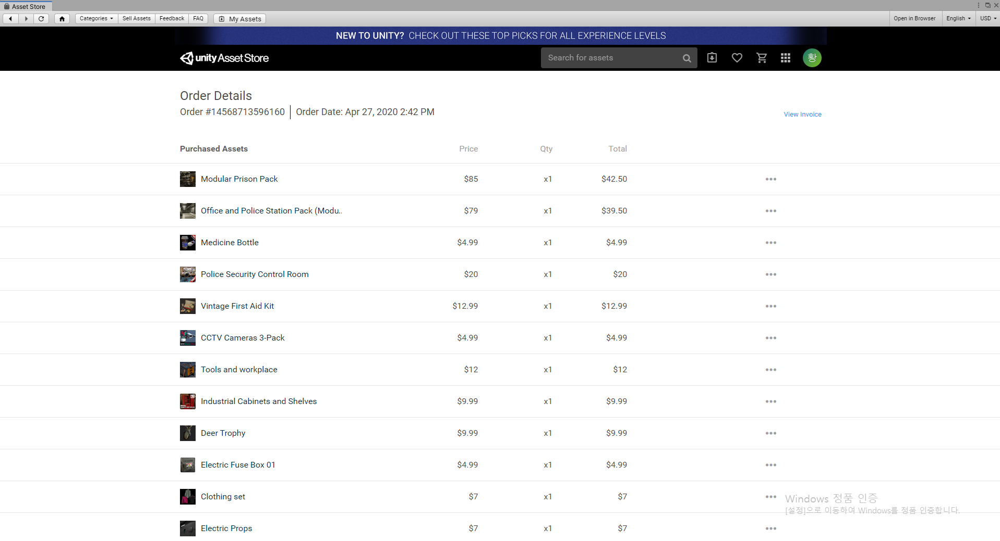 Asset Store
Categories Sell Assets Feedback FAQ My Assets Open in Browser English USD
NEW TO UNITY? CHECK OUT THESE TOP PICKS FOR ALL EXPERIENCE LEVELS
unity Asset Store Search for assets 황
Order Details
Order #14568713596160 Order Date: Apr 27, 2020 2:42 PM
View Invoice
Purchased Assets Price Qty Total
Modular Prison Pack $85 x1 $42.50
Office and Police Station Pack (Modu.. $79 x1 $39.50
Medicine Bottle $4.99 x1 $4.99
Police Security Control Room $20 x1 $20
Vintage First Aid Kit $12.99 x1 $12.99
CCTV Cameras 3-Pack $4.99 x1 $4.99
Tools and workplace $12 x1 $12
Industrial Cabinets and Shelves $9.99 x1 $9.99
Deer Trophy $9.99 x1 $9.99
Electric Fuse Box 01 $4.99 x1 $4.99
Clothing set $7 x1 $7
Windows 정품 인증
[설정]으로 이동하여 Windows를 정품 인증합니다.
Electric Props $7 x1 $7